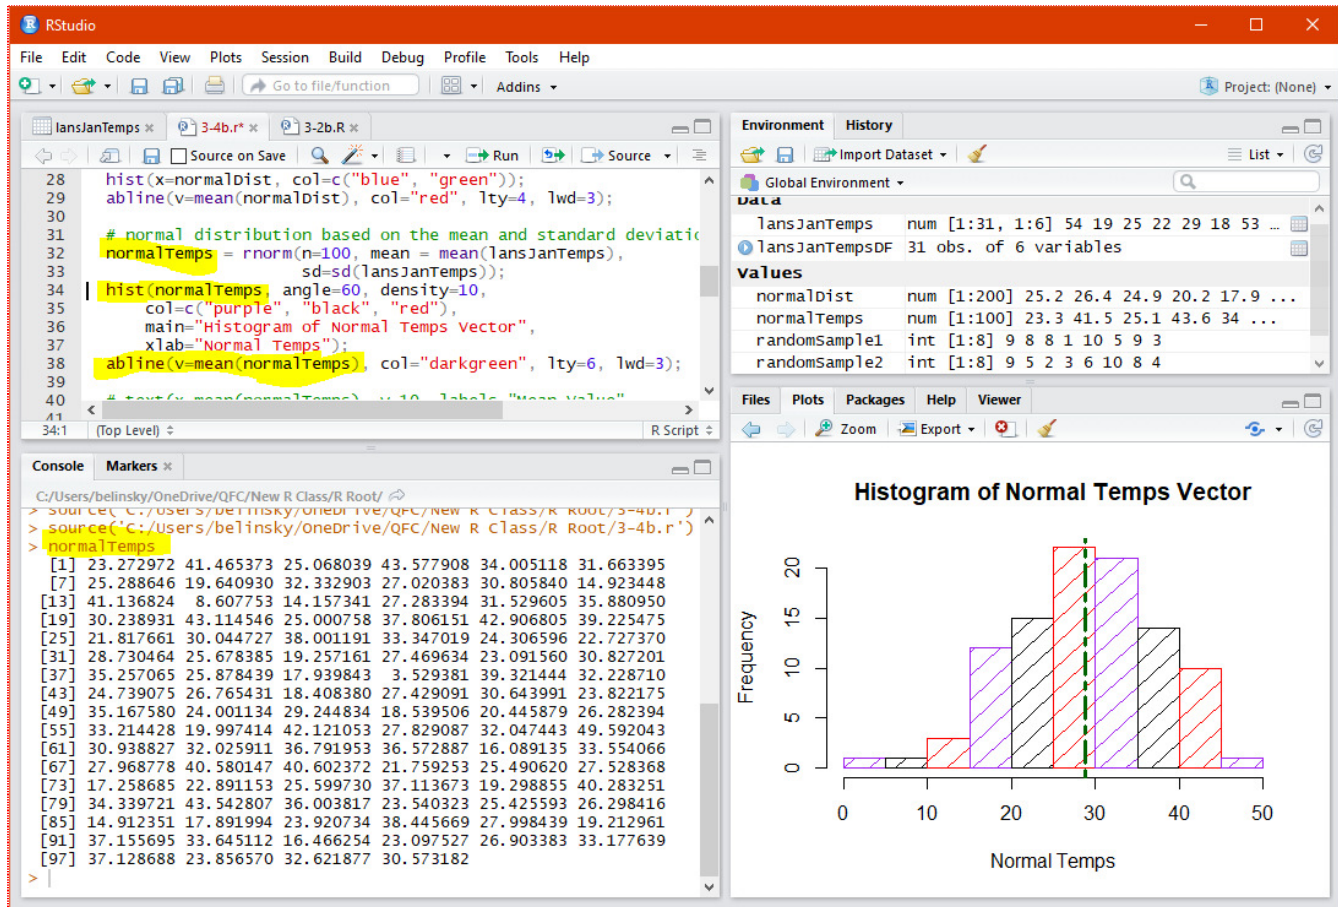 RStudio
File Edit Code View Plots Session Build Debug Profile Tools Help
Go to file/function Addins Project: (None)
lansJanTemps 3-4b.r* 3-2b.R
Source on Save Run Source
28 hist(x=normalDist, col=c("blue", "green"));
29 abline(v=mean(normalDist), col="red", lty=4, lwd=3);
30
31 # normal distribution based on the mean and standard deviatio
32 normalTemps = rnorm(n=100, mean = mean(lansJanTemps),
33 sd=sd(lansJanTemps));
34 hist(normalTemps, angle=60, density=10,
35 col=c("purple", "black", "red"),
36 main="Histogram of Normal Temps Vector",
37 xlab="Normal Temps");
38 abline(v=mean(normalTemps), col="darkgreen", lty=6, lwd=3);
39
40 # text(x=mean(normalTemps), y=10, labels="Mean Value"
41
34:1 (Top Level) R Script
Console Markers
C:/Users/belinsky/OneDrive/QFC/New R Class/R Root/
> source('C:/Users/belinsky/OneDrive/QFC/New R Class/R Root/3-4b.r')
> source('C:/Users/belinsky/OneDrive/QFC/New R Class/R Root/3-4b.r')
> normalTemps
[1] 23.272972 41.465373 25.068039 43.577908 34.005118 31.663395
[7] 25.288646 19.640930 32.332903 27.020383 30.805840 14.923448
[13] 41.136824 8.607753 14.157341 27.283394 31.529605 35.880950
[19] 30.238931 43.114546 25.000758 37.806151 42.906805 39.225475
[25] 21.817661 30.044727 38.001191 33.347019 24.306596 22.727370
[31] 28.730464 25.678385 19.257161 27.469634 23.091560 30.827201
[37] 35.257065 25.878439 17.939843 3.529381 39.321444 32.228710
[43] 24.739075 26.765431 18.408380 27.429091 30.643991 23.822175
[49] 35.167580 24.001134 29.244834 18.539506 20.445879 26.282394
[55] 33.214428 19.997414 42.121053 27.829087 32.047443 49.592043
[61] 30.938827 32.025911 36.791953 36.572887 16.089135 33.554066
[67] 27.968778 40.580147 40.602372 21.759253 25.490620 27.528368
[73] 17.258685 22.891153 25.599730 37.113673 19.298855 40.283251
[79] 34.339721 43.542807 36.003817 23.540323 25.425593 26.298416
[85] 14.912351 17.891994 23.920734 38.445669 27.998439 19.212961
[91] 37.155695 33.645112 16.466254 23.097527 26.903383 33.177639
[97] 37.128688 23.856570 32.621877 30.573182
>
Environment History
Import Dataset List
Global Environment
Data
lansJanTemps num [1:31, 1:6] 54 19 25 22 29 18 53 …
lansJanTempsDF 31 obs. of 6 variables
values
normalDist num [1:200] 25.2 26.4 24.9 20.2 17.9 ...
normalTemps num [1:100] 23.3 41.5 25.1 43.6 34 ...
randomSample1 int [1:8] 9 8 8 1 10 5 9 3
randomSample2 int [1:8] 9 5 2 3 6 10 8 4
Files Plots Packages Help Viewer
Zoom Export
Histogram of Normal Temps Vector
Frequency
20
15
10
5
0
0 10 20 30 40 50
Normal Temps